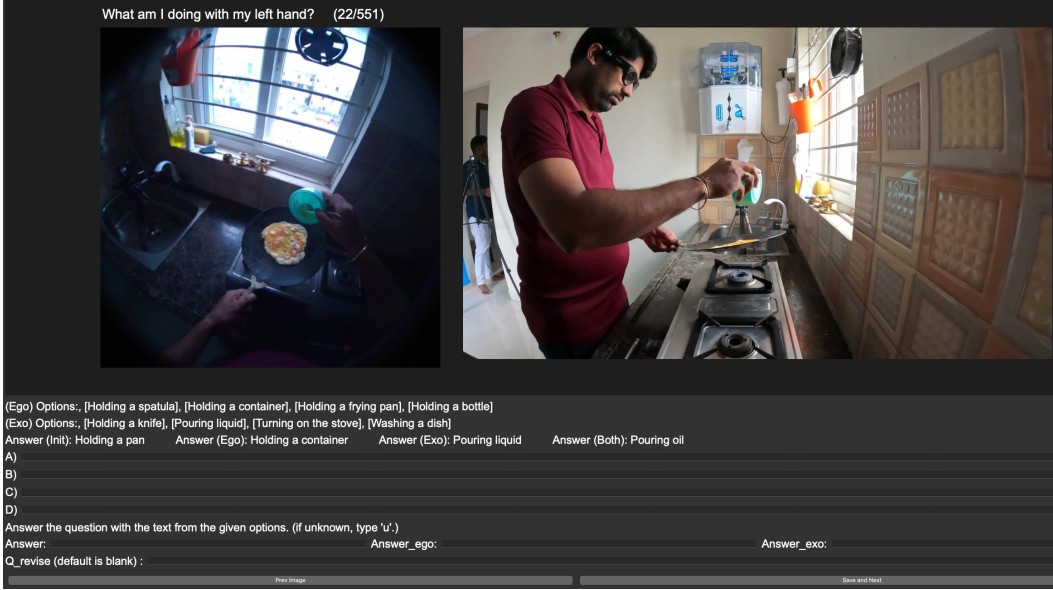 What am I doing with my left hand? (22/551)
(Ego) Options:, [Holding a spatula], [Holding a container], [Holding a frying pan], [Holding a bottle]
(Exo) Options:, [Holding a knife], [Pouring liquid], [Turning on the stove], [Washing a dish]
Answer (Init): Holding a pan Answer (Ego): Holding a container Answer (Exo): Pouring liquid Answer (Both): Pouring oil
A)
B)
C)
D)
Answer the question with the text from the given options. (if unknown, type 'u'.)
Answer: Answer_ego: Answer_exo:
Q_revise (default is blank) :
Prev Image Save and Next